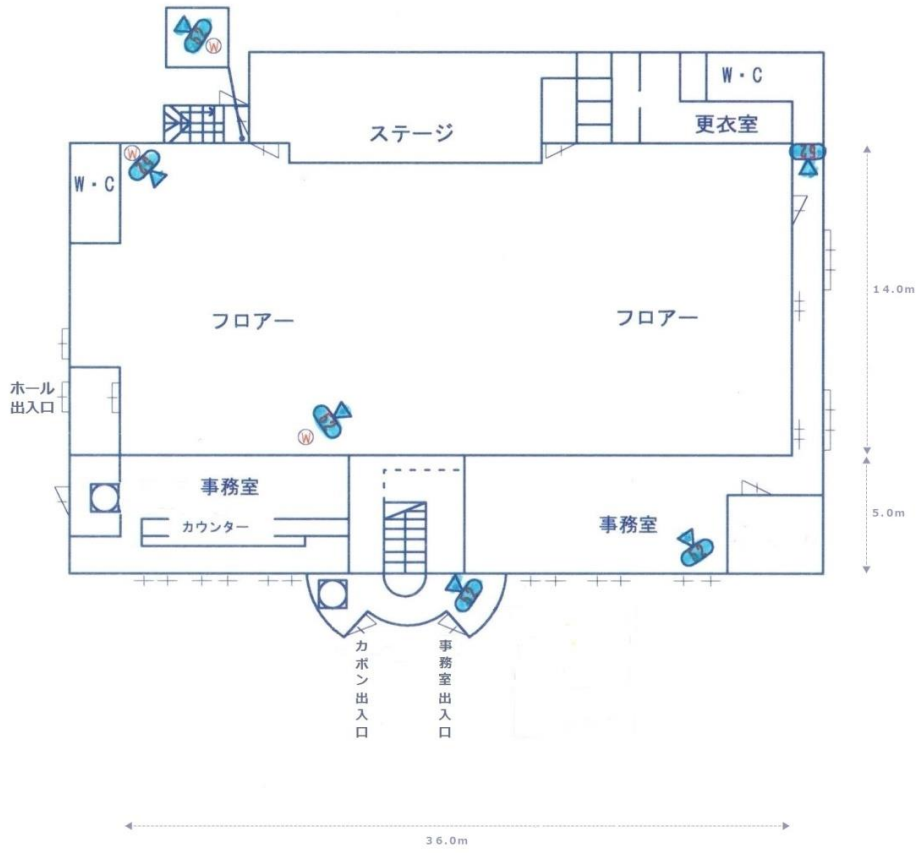 W
W・C
ステージ
更衣室
W
W・C
14.0m
フロアー
フロアー
ホール
出入口
W
事務室
カウンター
事務室
5.0m
カポン出入口
事務室出入口
36.0m